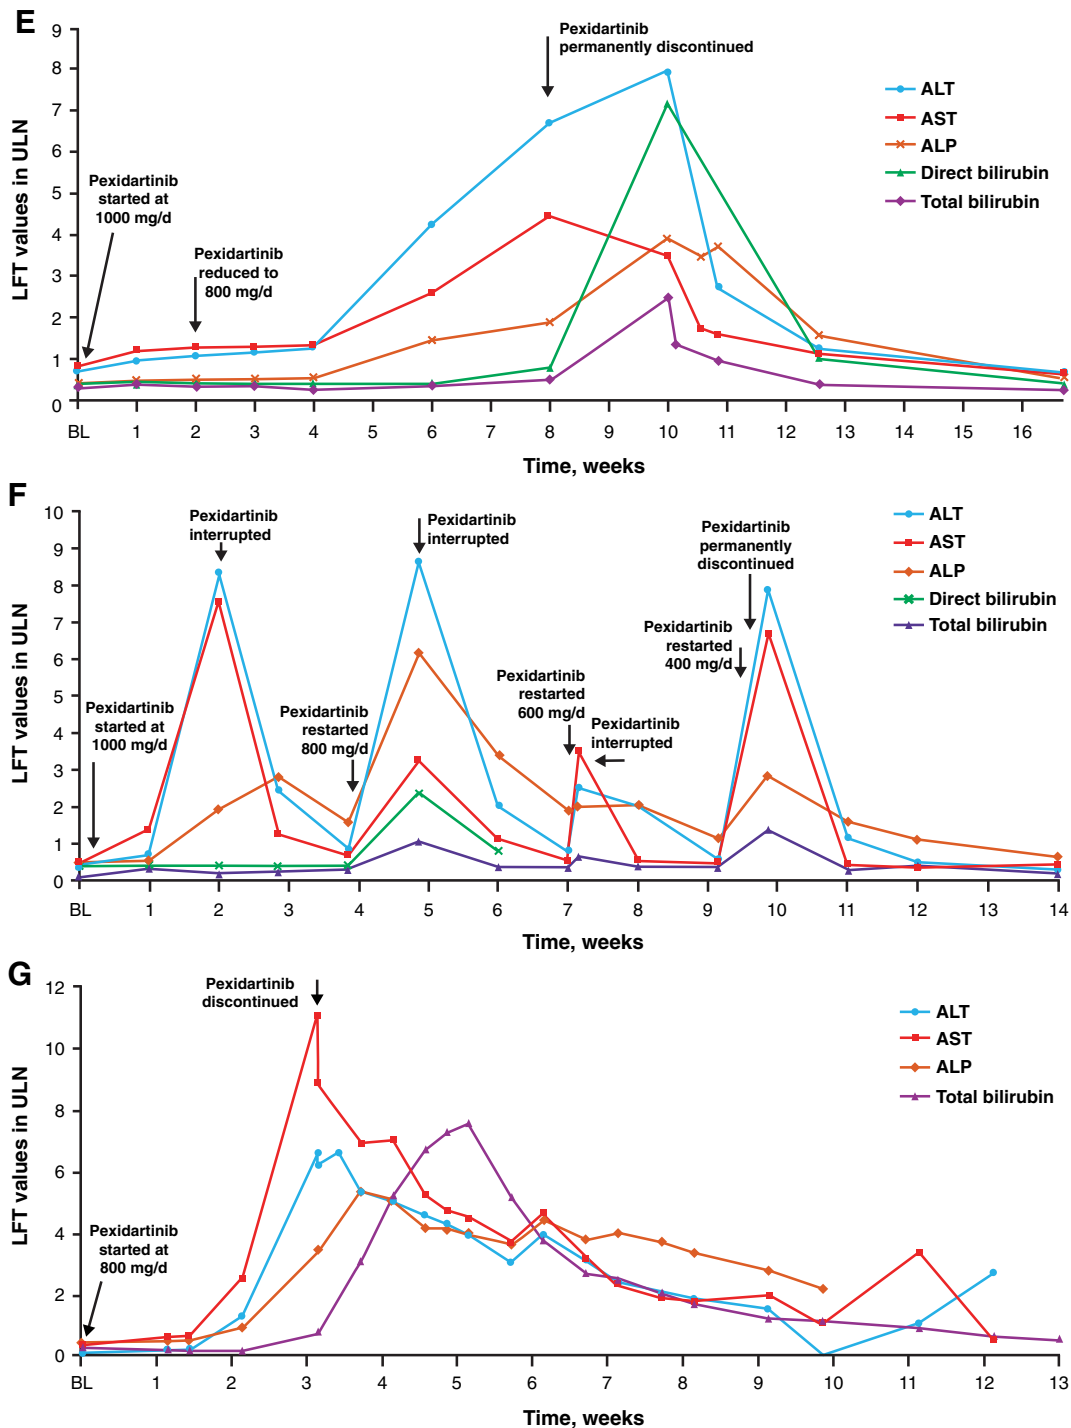 E
9
8
7
6
5
4
3
2
1
0
LFT values in ULN
Pexidartinib
started at
1000 mg/d
Pexidartinib
reduced to
800 mg/d
Pexidartinib
permanently discontinued
ALT
AST
ALP
Direct bilirubin
Total bilirubin
BL 1 2 3 4 5 6 7 8 9 10 11 12 13 14 15 16
Time, weeks
F
10
9
8
7
6
5
4
3
2
1
0
LFT values in ULN
Pexidartinib
started at
1000 mg/d
Pexidartinib
interrupted
Pexidartinib
restarted
800 mg/d
Pexidartinib
interrupted
Pexidartinib
restarted
600 mg/d
Pexidartinib
interrupted
Pexidartinib
restarted
400 mg/d
Pexidartinib
permanently
discontinued
ALT
AST
ALP
Direct bilirubin
Total bilirubin
BL 1 2 3 4 5 6 7 8 9 10 11 12 13 14
Time, weeks
G
12
10
8
6
4
2
0
LFT values in ULN
Pexidartinib
started at
800 mg/d
Pexidartinib
discontinued
ALT
AST
ALP
Total bilirubin
BL 1 2 3 4 5 6 7 8 9 10 11 12 13
Time, weeks